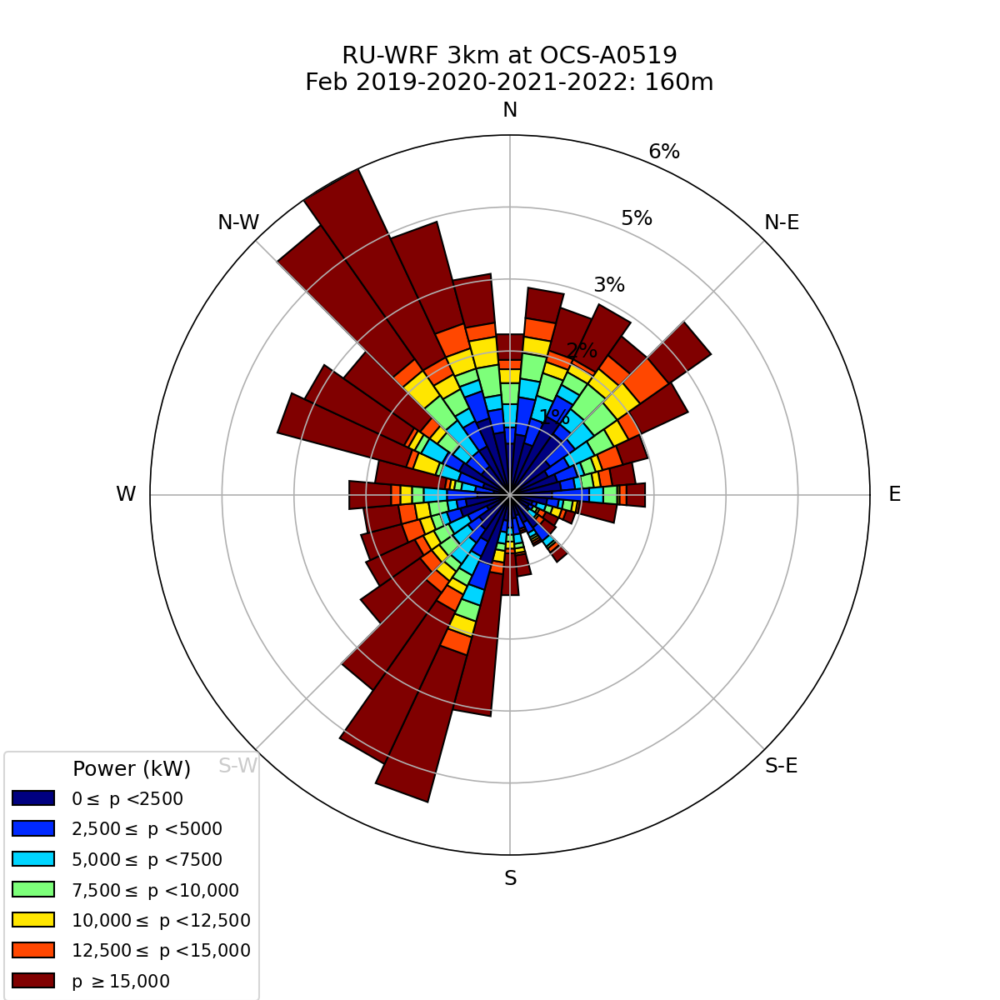 RU-WRF 3km at OCS-A0519
Feb 2019-2020-2021-2022: 160m
N
6%
5%
N-W
N-E
3%
2%
1%
W
E
S-W
S-E
S
Power (kW)
0≤ p <2500
2,500≤ p <5000
5,000≤ p <7500
7,500≤ p <10,000
10,000≤ p <12,500
12,500≤ p <15,000
p ≥15,000